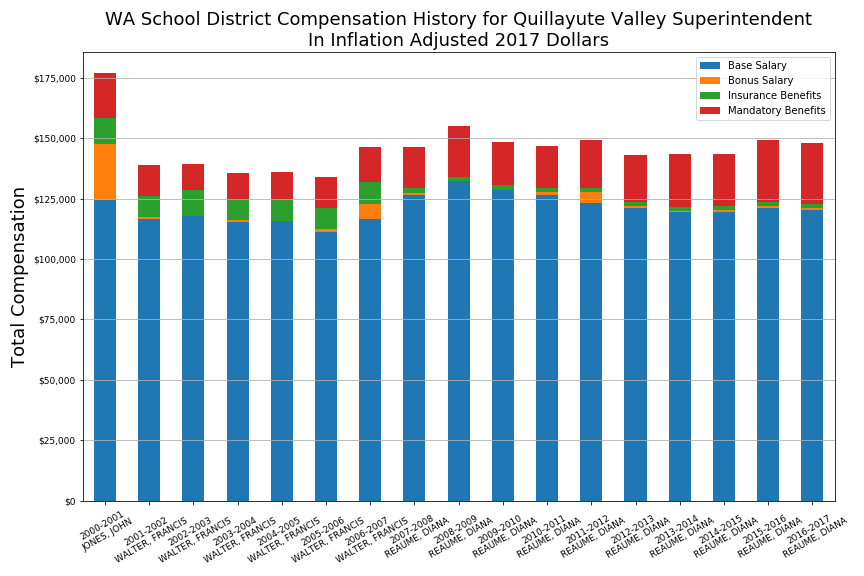 WA School District Compensation History for Quillayute Valley Superintendent
In Inflation Adjusted 2017 Dollars
Base Salary
Bonus Salary
Insurance Benefits
Mandatory Benefits
Total Compensation
$175,000
$150,000
$125,000
$100,000
$75,000
$50,000
$25,000
$0
2000-2001
JONES, JOHN
2001-2002
WALTER, FRANCIS
2002-2003
WALTER, FRANCIS
2003-2004
WALTER, FRANCIS
2004-2005
WALTER, FRANCIS
2005-2006
WALTER, FRANCIS
2006-2007
WALTER, FRANCIS
2007-2008
REAUME, DIANA
2008-2009
REAUME, DIANA
2009-2010
REAUME, DIANA
2010-2011
REAUME, DIANA
2011-2012
REAUME, DIANA
2012-2013
REAUME, DIANA
2013-2014
REAUME, DIANA
2014-2015
REAUME, DIANA
2015-2016
REAUME, DIANA
2016-2017
REAUME, DIANA